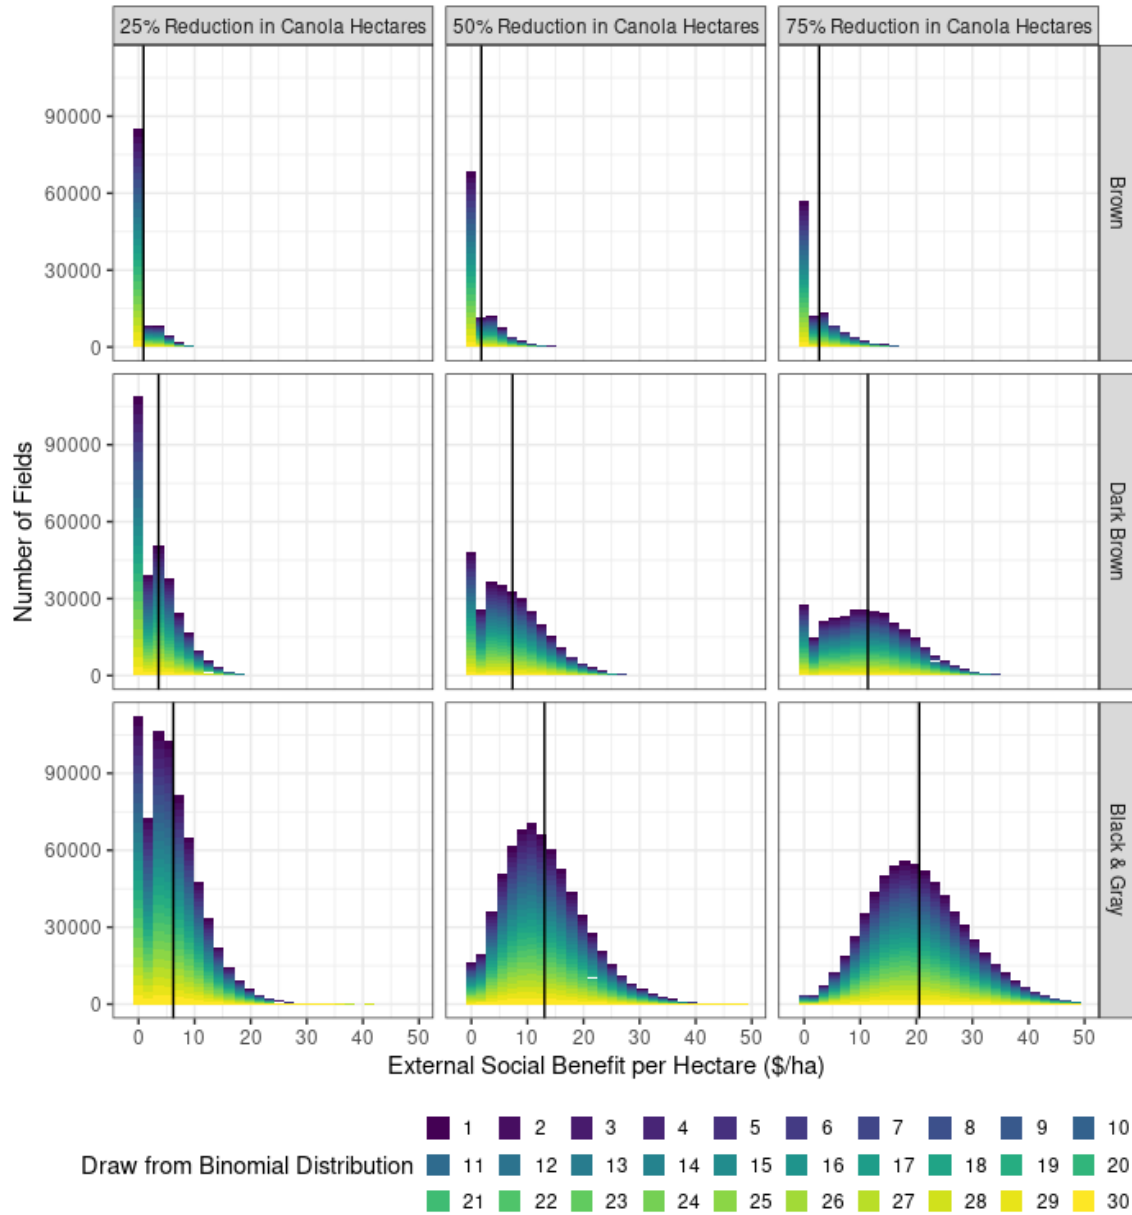 25% Reduction in Canola Hectares 50% Reduction in Canola Hectares 75% Reduction in Canola Hectares
Number of Fields
90000
60000
30000
0
Brown
90000
60000
30000
0
Dark Brown
90000
60000
30000
0
Black & Gray
0 10 20 30 40 50 0 10 20 30 40 50 0 10 20 30 40 50
External Social Benefit per Hectare ($/ha)
Draw from Binomial Distribution
1 2 3 4 5 6 7 8 9 10
11 12 13 14 15 16 17 18 19 20
21 22 23 24 25 26 27 28 29 30